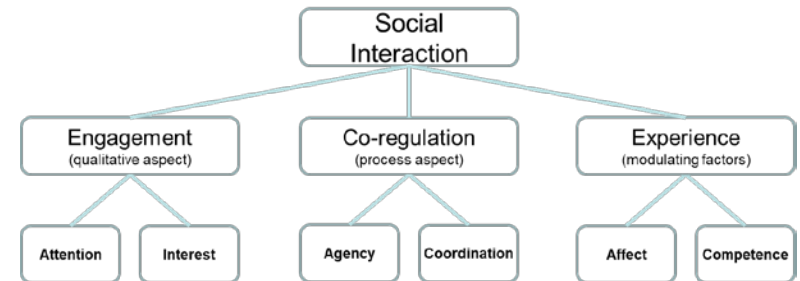 Social
Interaction
Engagement
(qualitative aspect)
Co-regulation
(process aspect)
Experience
(modulating factors)
Attention
Interest
Agency
Coordination
Affect
Competence